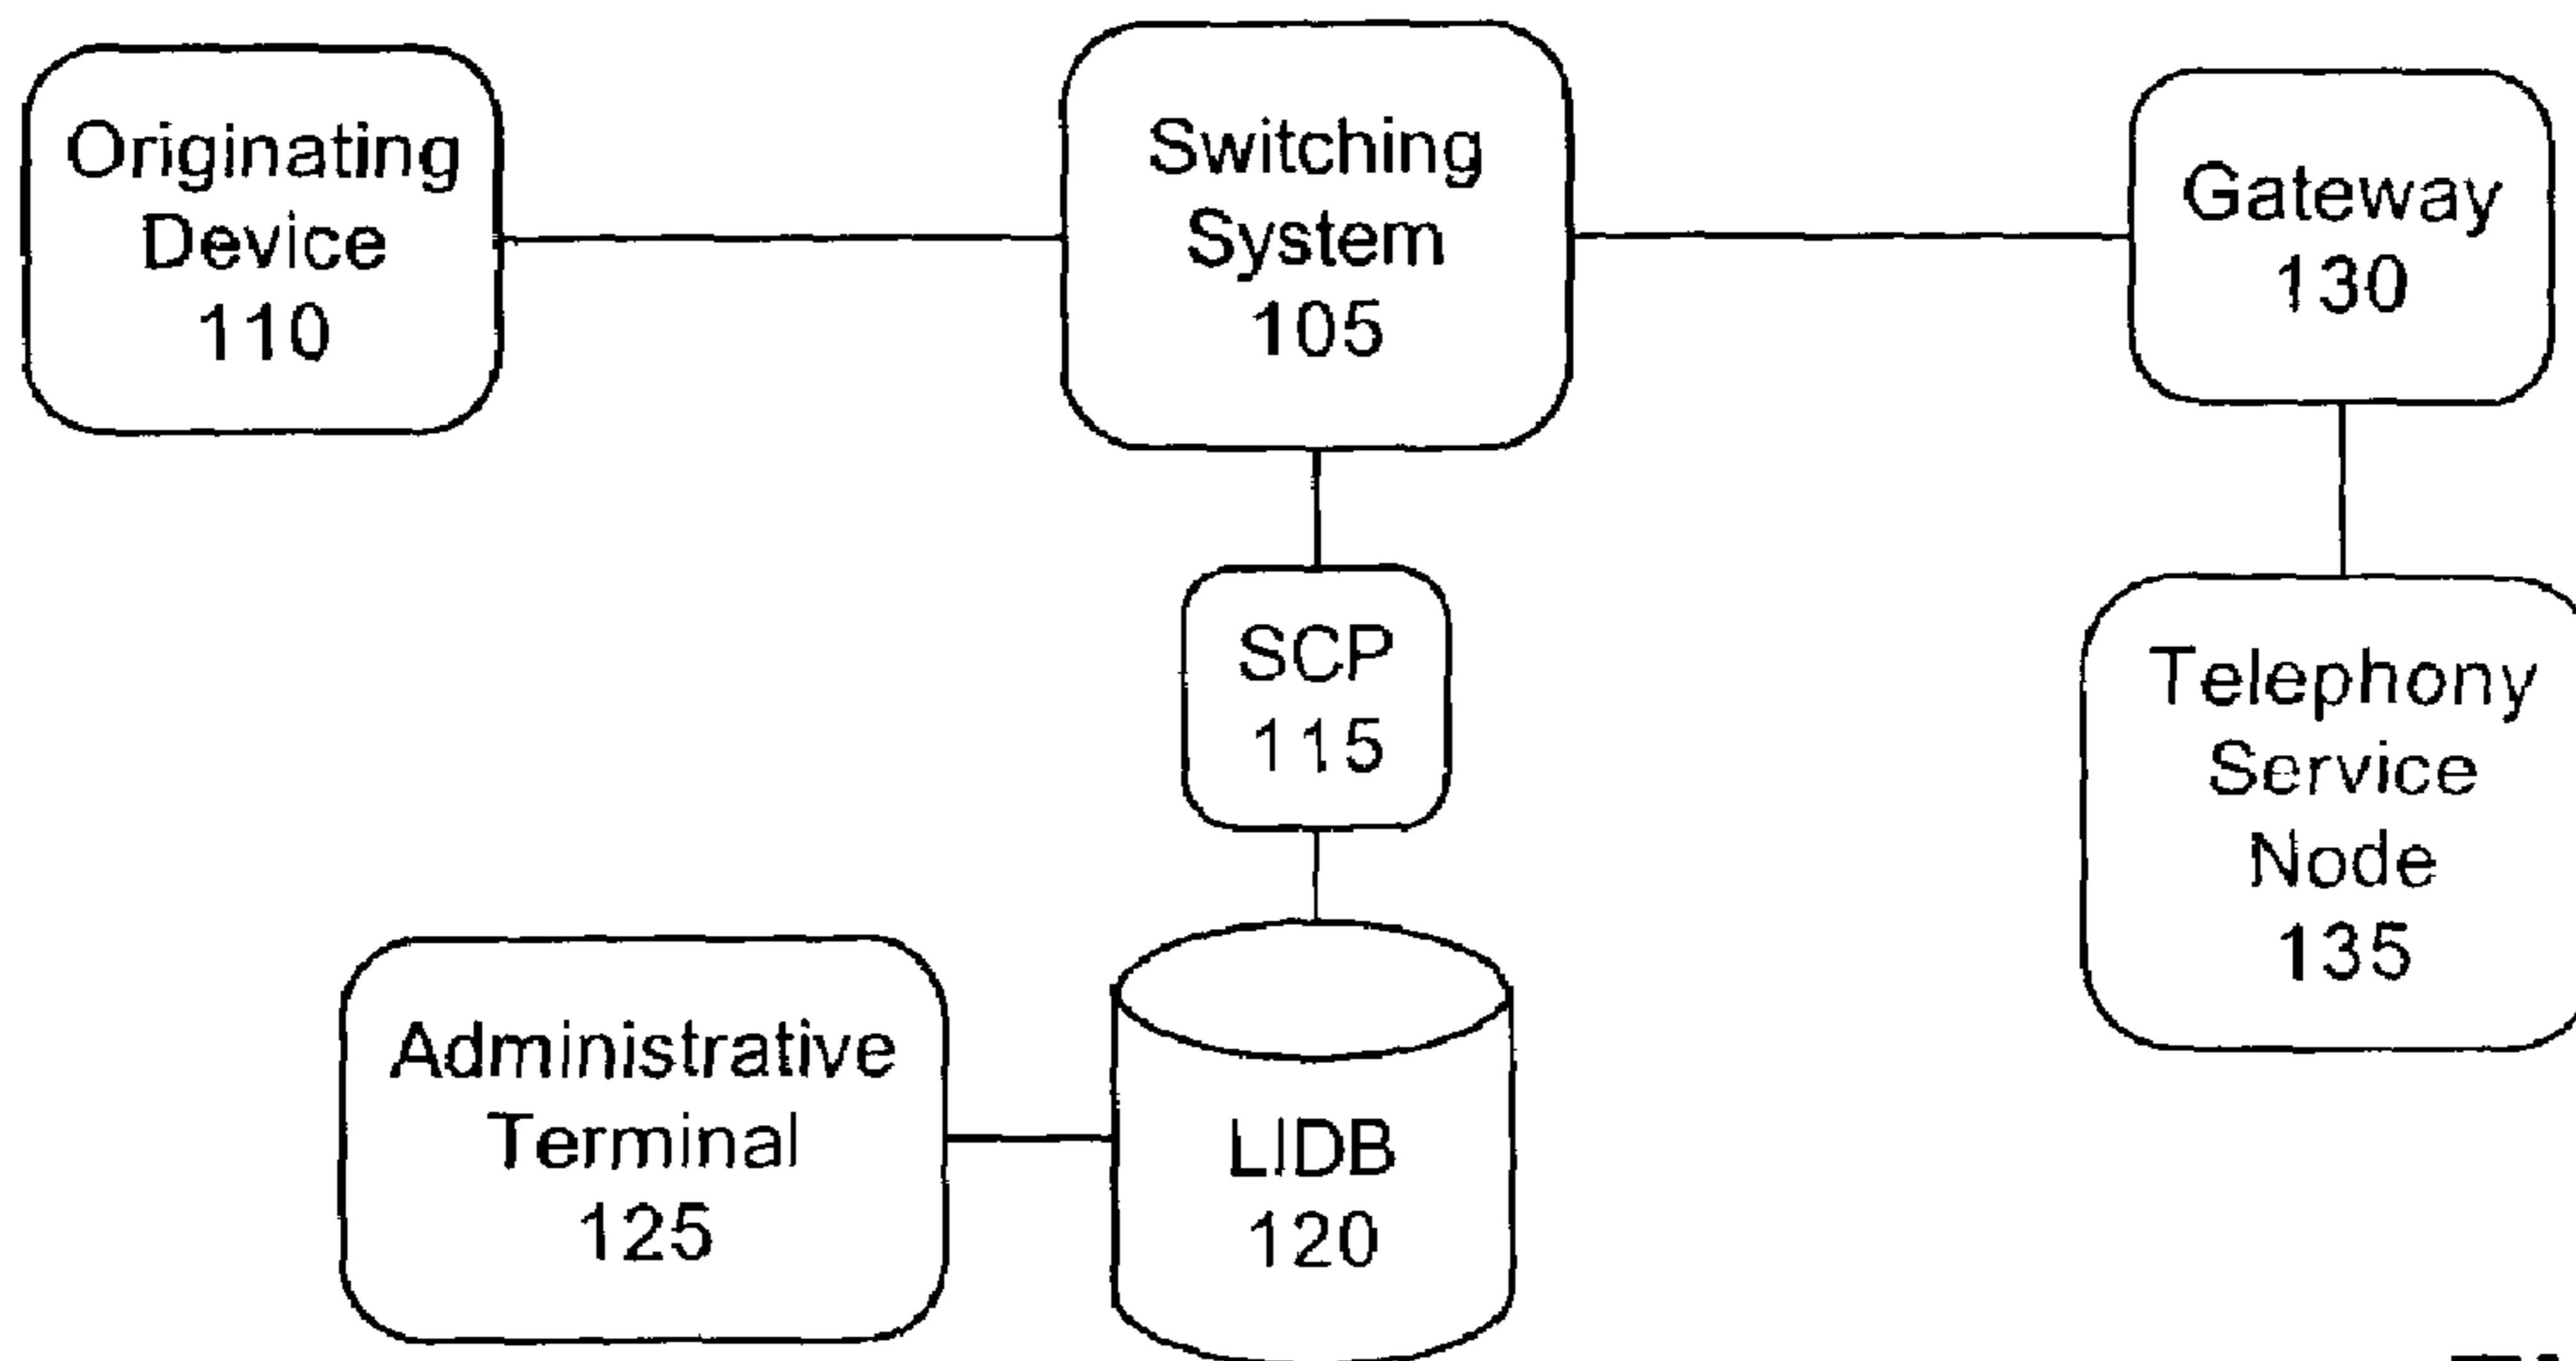 Originating
Device
110
Switching
System
105
Gateway
130
SCP
115
Telephony
Service
Node
135
Administrative
Terminal
125
LIDB
120